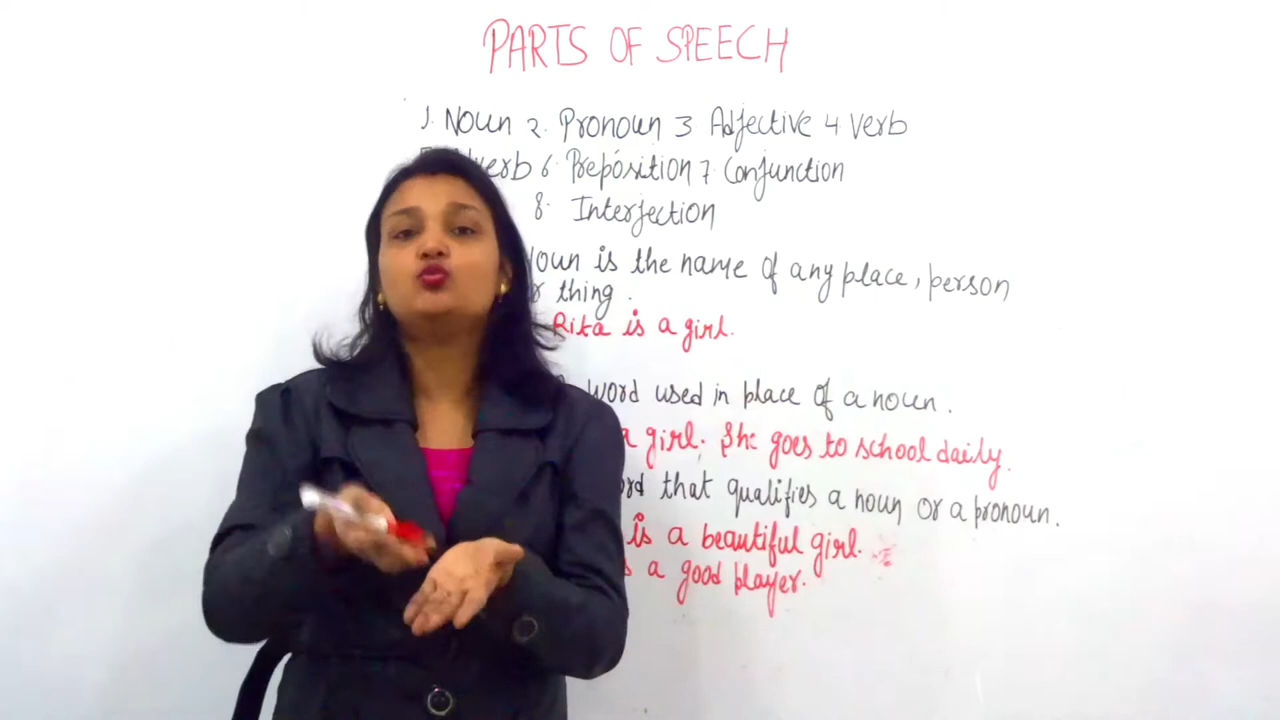 PARTS OF SPEECH
1. Noun 2. Pronoun 3 Adjective 4 Verb
verb 6. Preposition 7. Conjunction
8. Interjection
Noun is the name of any place, person
thing.
Rita is a girl.
word used in place of a noun.
a girl. She goes to school daily.
that qualifies a noun or a pronoun.
is a beautiful girl.
a good player.